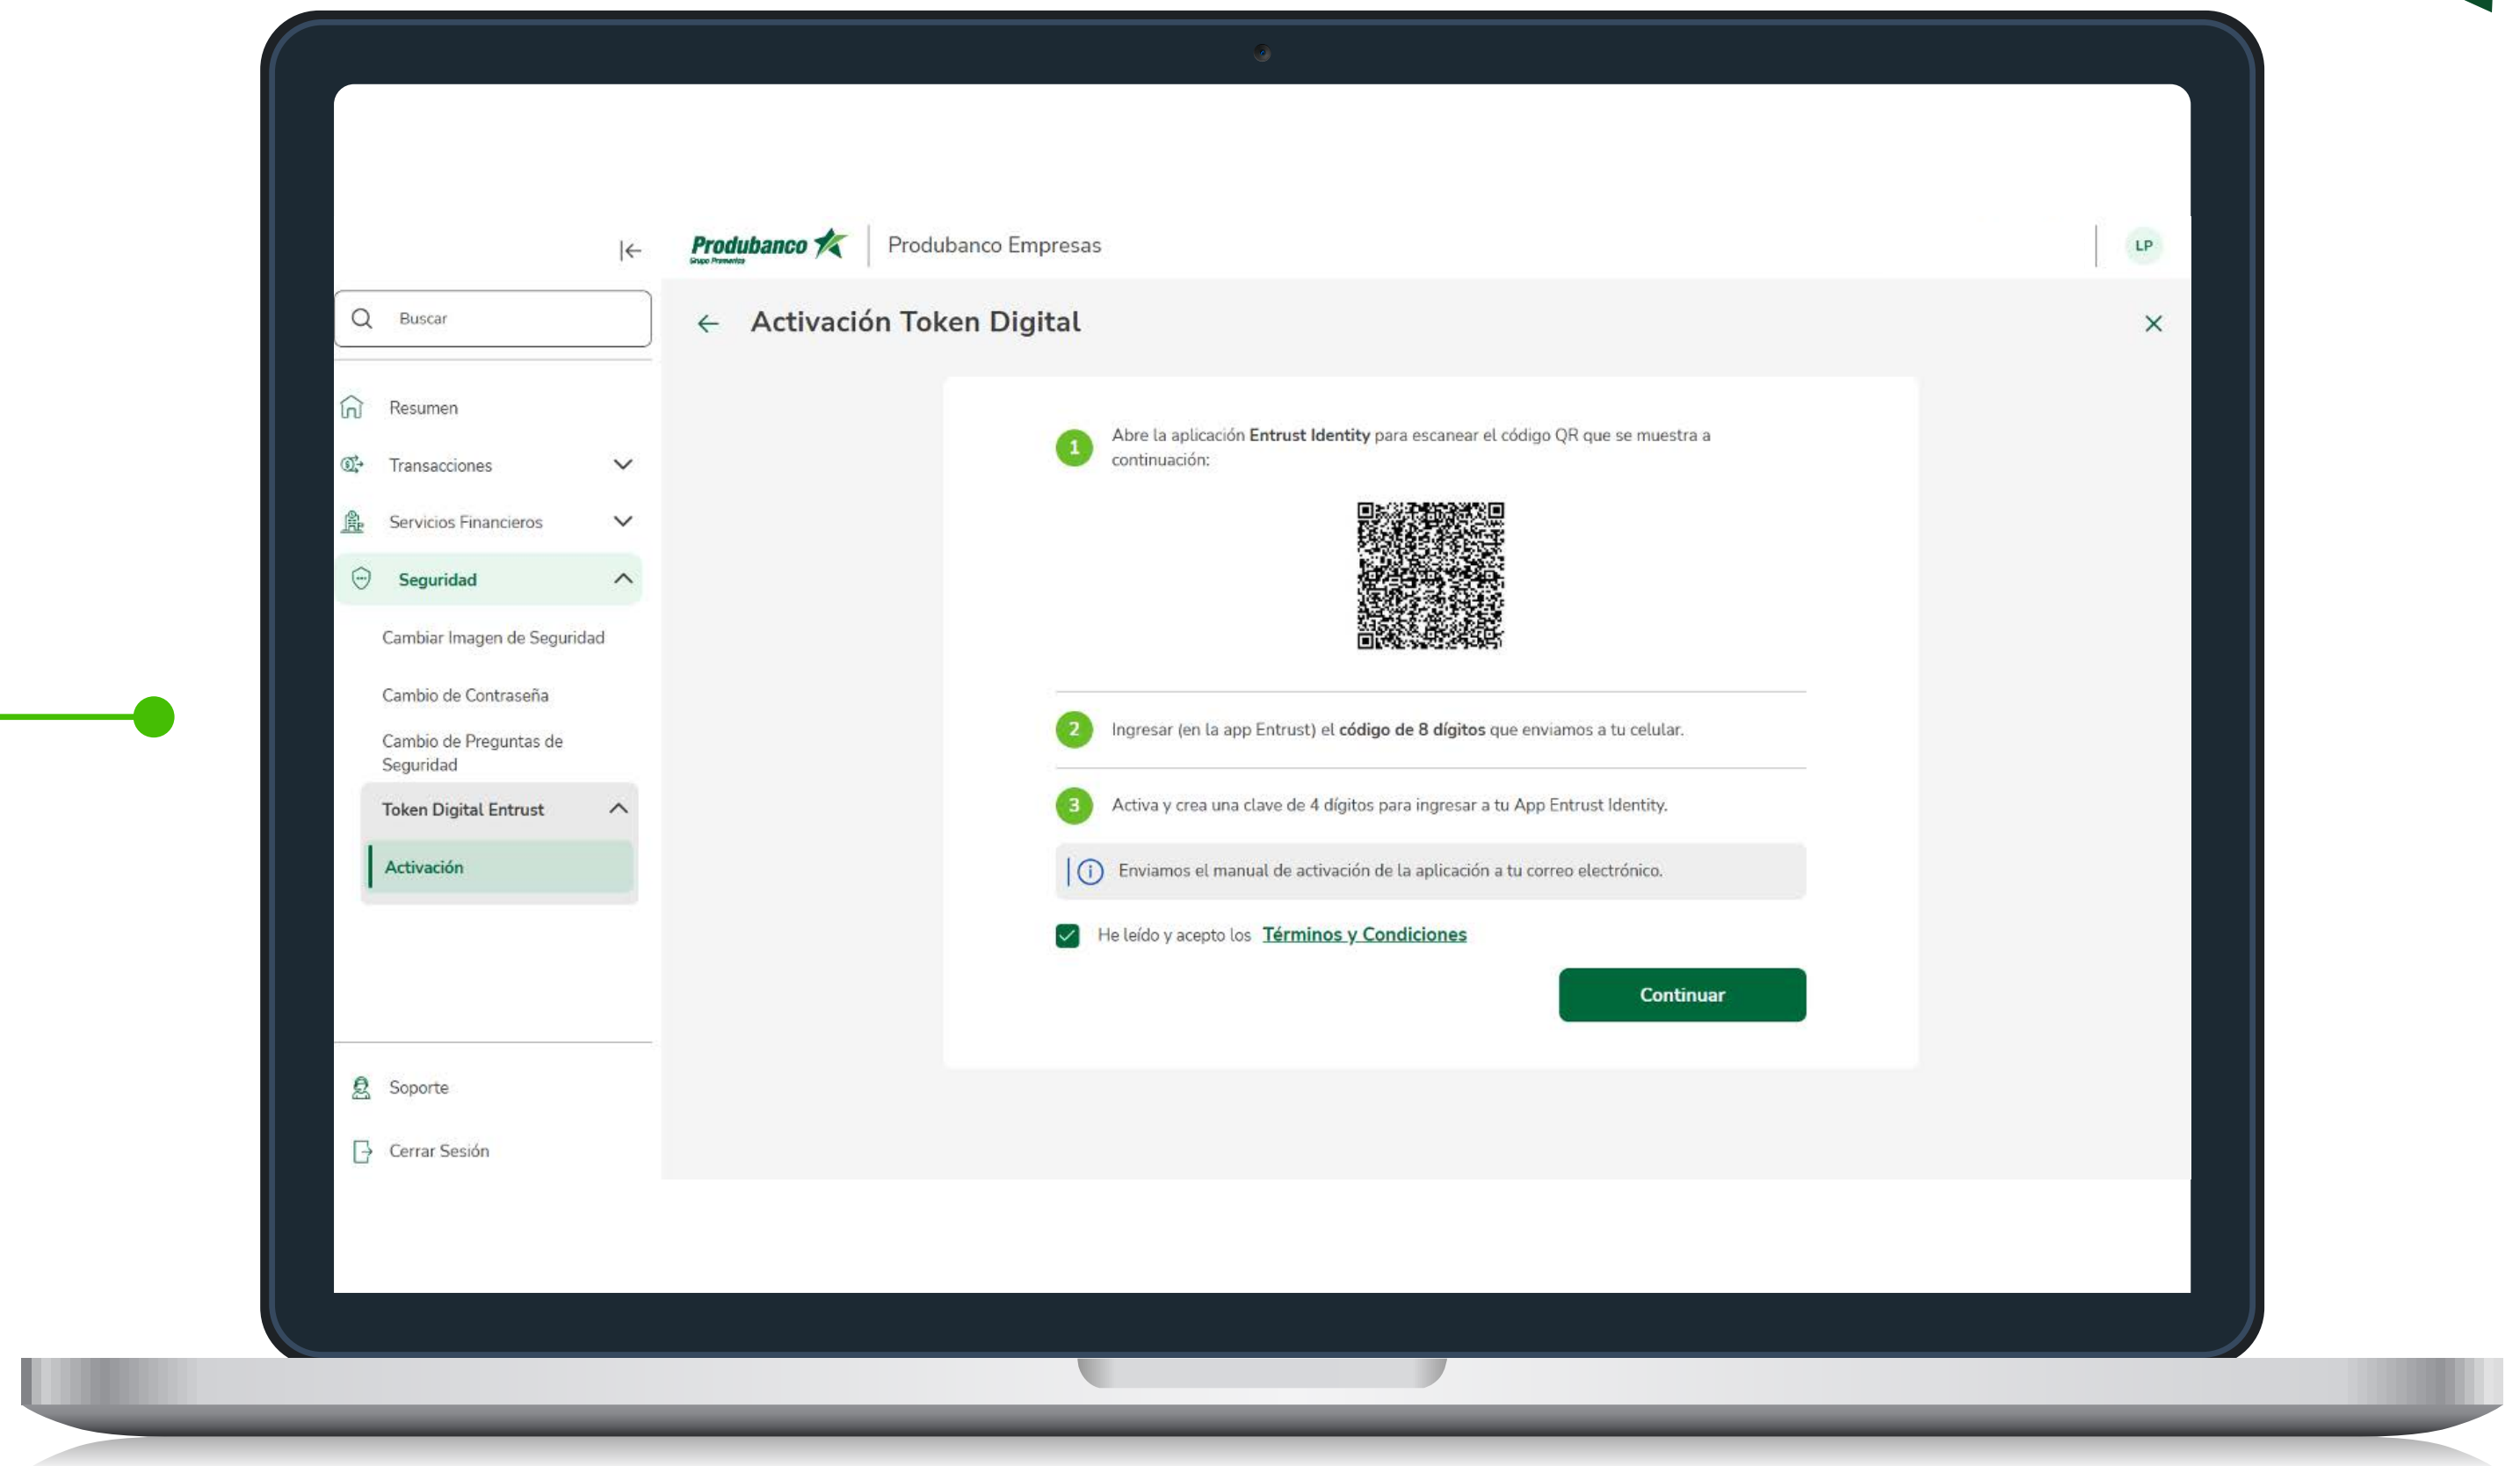 Produbanco
Grupo Promerica
Produbanco Empresas
LP
Buscar
Resumen
Transacciones
Servicios Financieros
Seguridad
Cambiar Imagen de Seguridad
Cambio de Contraseña
Cambio de Preguntas de
Seguridad
Token Digital Entrust
Activación
Soporte
Cerrar Sesión
Activación Token Digital
1
Abre la aplicación Entrust Identity para escanear el código QR que se muestra a
continuación:
2
Ingresar (en la app Entrust) el código de 8 dígitos que enviamos a tu celular.
3
Activa y crea una clave de 4 dígitos para ingresar a tu App Entrust Identity.
Enviamos el manual de activación de la aplicación a tu correo electrónico.
He leído y acepto los Términos y Condiciones
Continuar